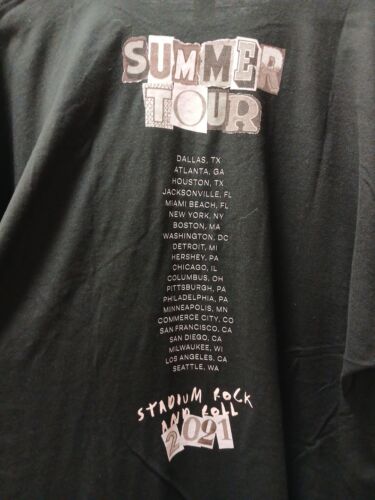 SUMMER
TOUR
DALLAS, TX
ATLANTA, GA
HOUSTON, TX
JACKSONVILLE, FL
MIAMI BEACH, FL
NEW YORK, NY
BOSTON, MA
WASHINGTON, DC
DETROIT, MI
HERSHEY, PA
CHICAGO, IL
COLUMBUS, OH
PITTSBURGH, PA
PHILADELPHIA, PA
MINNEAPOLIS, MN
COMMERCE CITY, CO
SAN FRANCISCO, CA
SAN DIEGO, CA
MILWAUKEE, WI
LOS ANGELES, CA
SEATTLE, WA
STADIUM ROCK
AND ROLL
2021